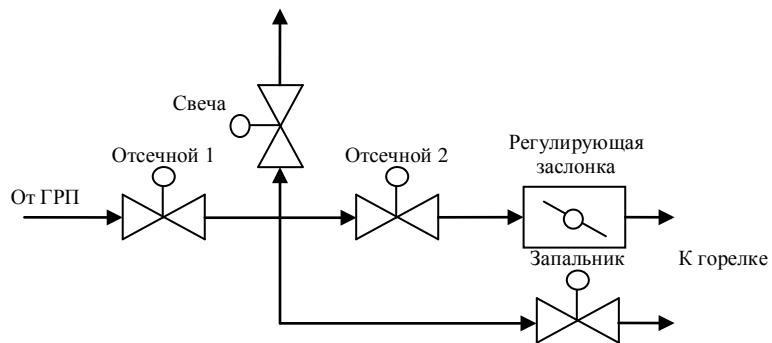 Свеча
Отсечной 1
Отсечной 2
Регулирующая
заслонка
От ГРП
Запальник
К горелке